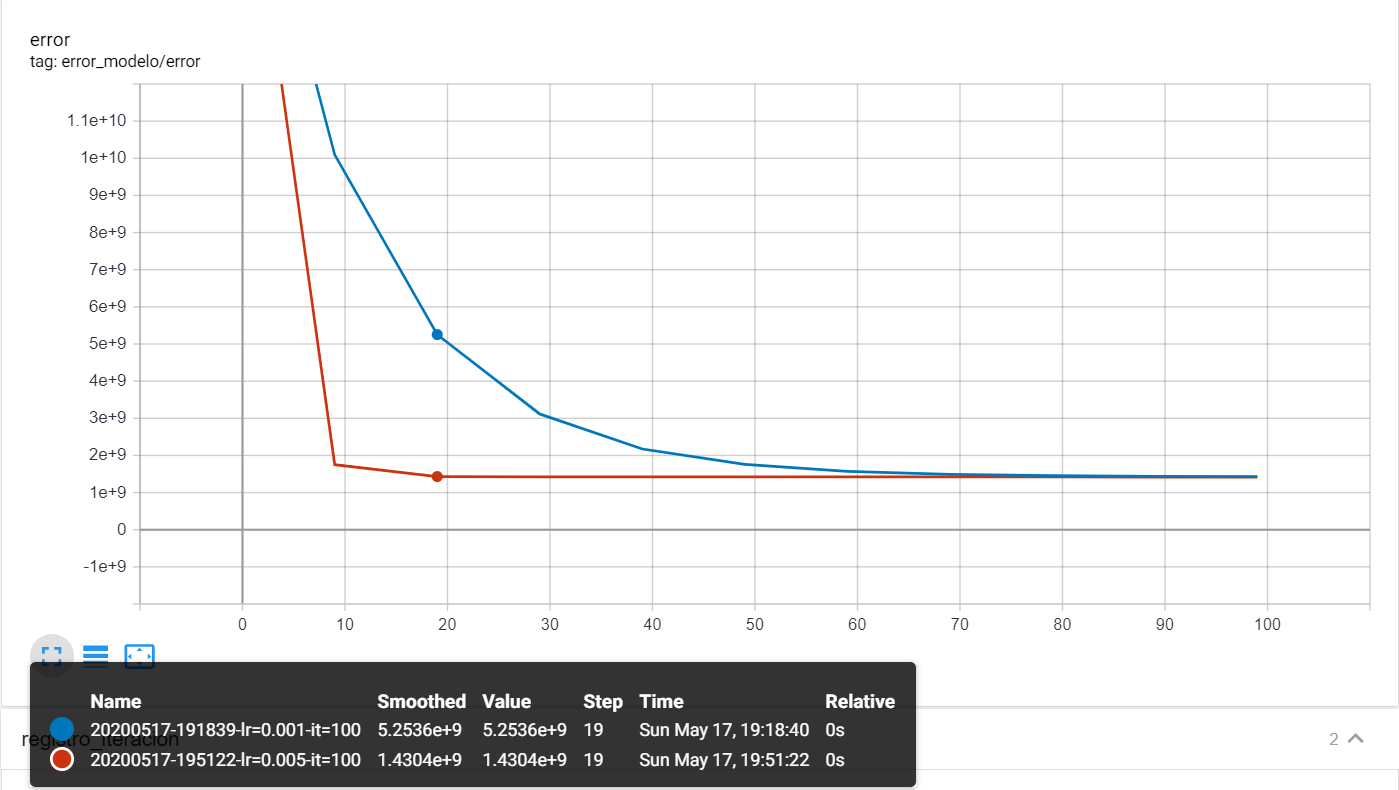 error
tag: error_modelo/error
1.1e+10
1e+10
9e+9
8e+9
7e+9
6e+9
5e+9
4e+9
3e+9
2e+9
1e+9
0
-1e+9
0 10 20 30 40 50 60 70 80 90 100
Name Smoothed Value Step Time Relative
20200517-191839-lr=0.001-it=100 5.2536e+9 5.2536e+9 19 Sun May 17, 19:18:40 0s
registro_iteracion 2
20200517-195122-lr=0.005-it=100 1.4304e+9 1.4304e+9 19 Sun May 17, 19:51:22 0s